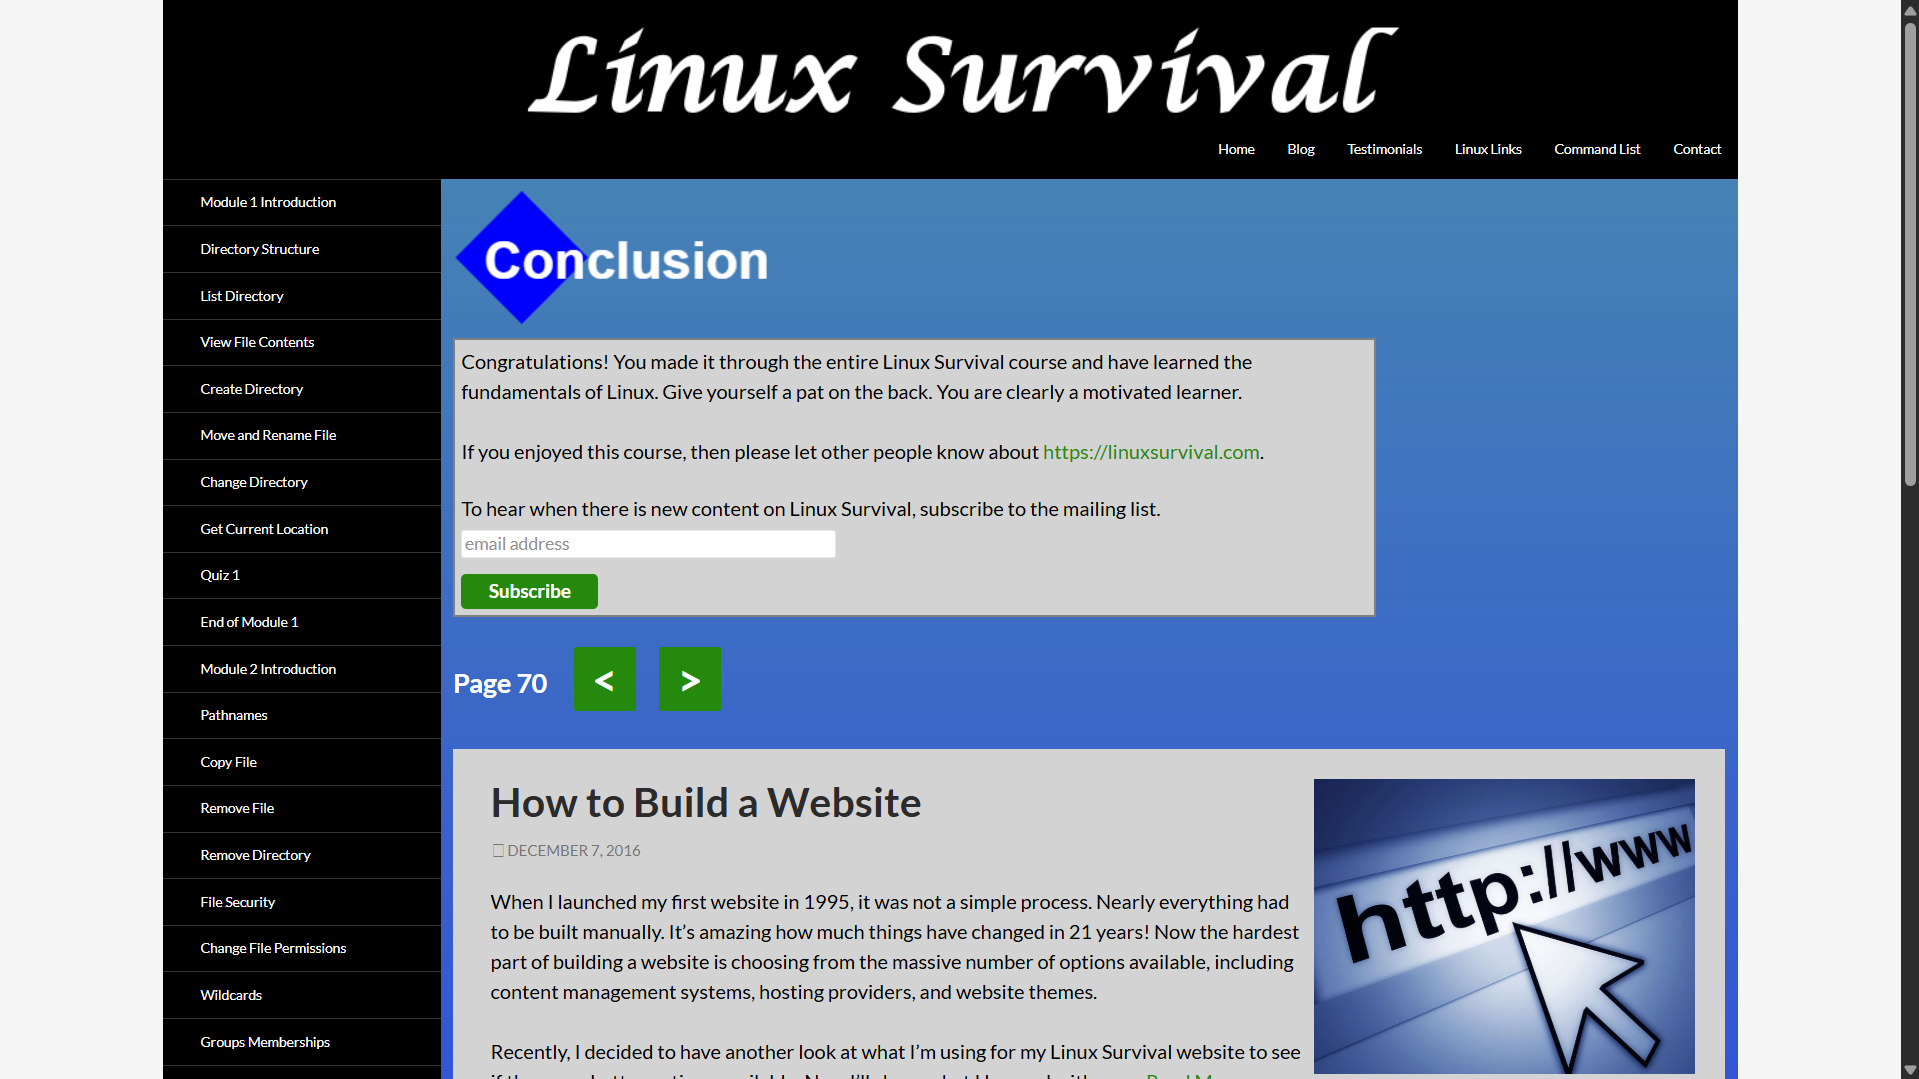 Linux Survival
Home Blog Testimonials Linux Links Command List Contact
Module 1 Introduction
Directory Structure
List Directory
View File Contents
Create Directory
Move and Rename File
Change Directory
Get Current Location
Quiz 1
End of Module 1
Module 2 Introduction
Pathnames
Copy File
Remove File
Remove Directory
File Security
Change File Permissions
Wildcards
Groups Memberships
Conclusion
Congratulations! You made it through the entire Linux Survival course and have learned the
fundamentals of Linux. Give yourself a pat on the back. You are clearly a motivated learner.
If you enjoyed this course, then please let other people know about https://linuxsurvival.com.
To hear when there is new content on Linux Survival, subscribe to the mailing list.
email address
Subscribe
Page 70 < >
How to Build a Website
DECEMBER 7, 2016
When I launched my first website in 1995, it was not a simple process. Nearly everything had
to be built manually. It’s amazing how much things have changed in 21 years! Now the hardest
part of building a website is choosing from the massive number of options available, including
content management systems, hosting providers, and website themes.
Recently, I decided to have another look at what I’m using for my Linux Survival website to see
http://www